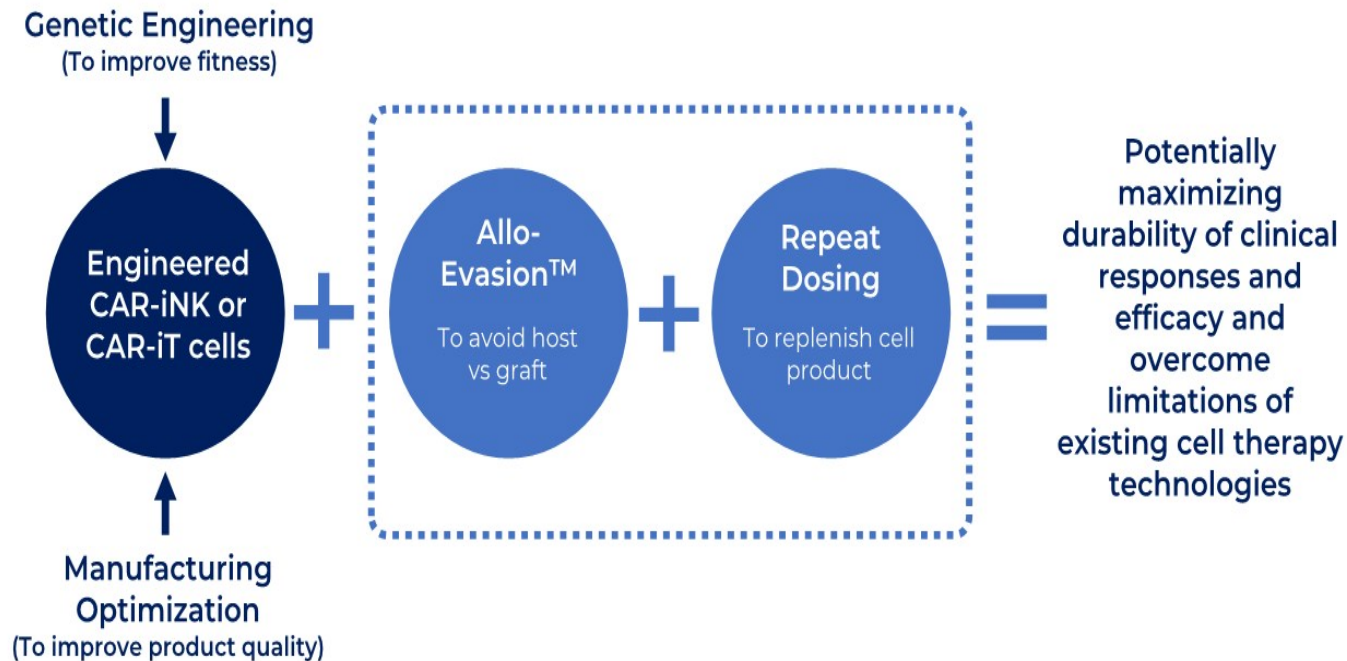 Genetic Engineering
(To improve fitness)
Engineered
CAR-iNK or
CAR-iT cells
Manufacturing
Optimization
(To improve product quality)
+
Allo-
Evasion™
To avoid host
vs graft
+
Repeat
Dosing
To replenish cell
product
=
Potentially
maximizing
durability of clinical
responses and
efficacy and
overcome
limitations of
existing cell therapy
technologies